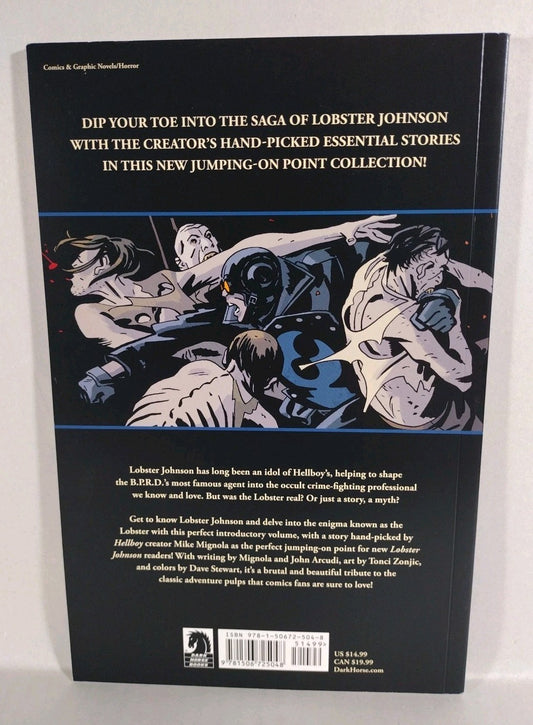 Comics & Graphic Novels/Horror
DIP YOUR TOE INTO THE SAGA OF LOBSTER JOHNSON
WITH THE CREATOR'S HAND-PICKED ESSENTIAL STORIES
IN THIS NEW JUMPING-ON POINT COLLECTION!
Lobster Johnson has long been an idol of Hellboy's, helping to shape
the B.P.R.D.'s most famous agent into the occult crime-fighting professional
we know and love. But was the Lobster real? Or just a story, a myth?
Get to know Lobster Johnson and delve into the enigma known as the
Lobster with this perfect introductory volume, with a story hand-picked by
Hellboy creator Mike Mignola as the perfect jumping-on point for new Lobster
Johnson readers! With writing by Mignola and John Arcudi, art by Tonci Zonjic,
and colors by Dave Stewart, it's a brutal and beautiful tribute to the
classic adventure pulps that comics fans are sure to love!
DARK
HORSE
BOOKS
ISBN 978-1-50672-504-8
51499>
9 781506 725048
US $14.99
CAN $19.99
DarkHorse.com